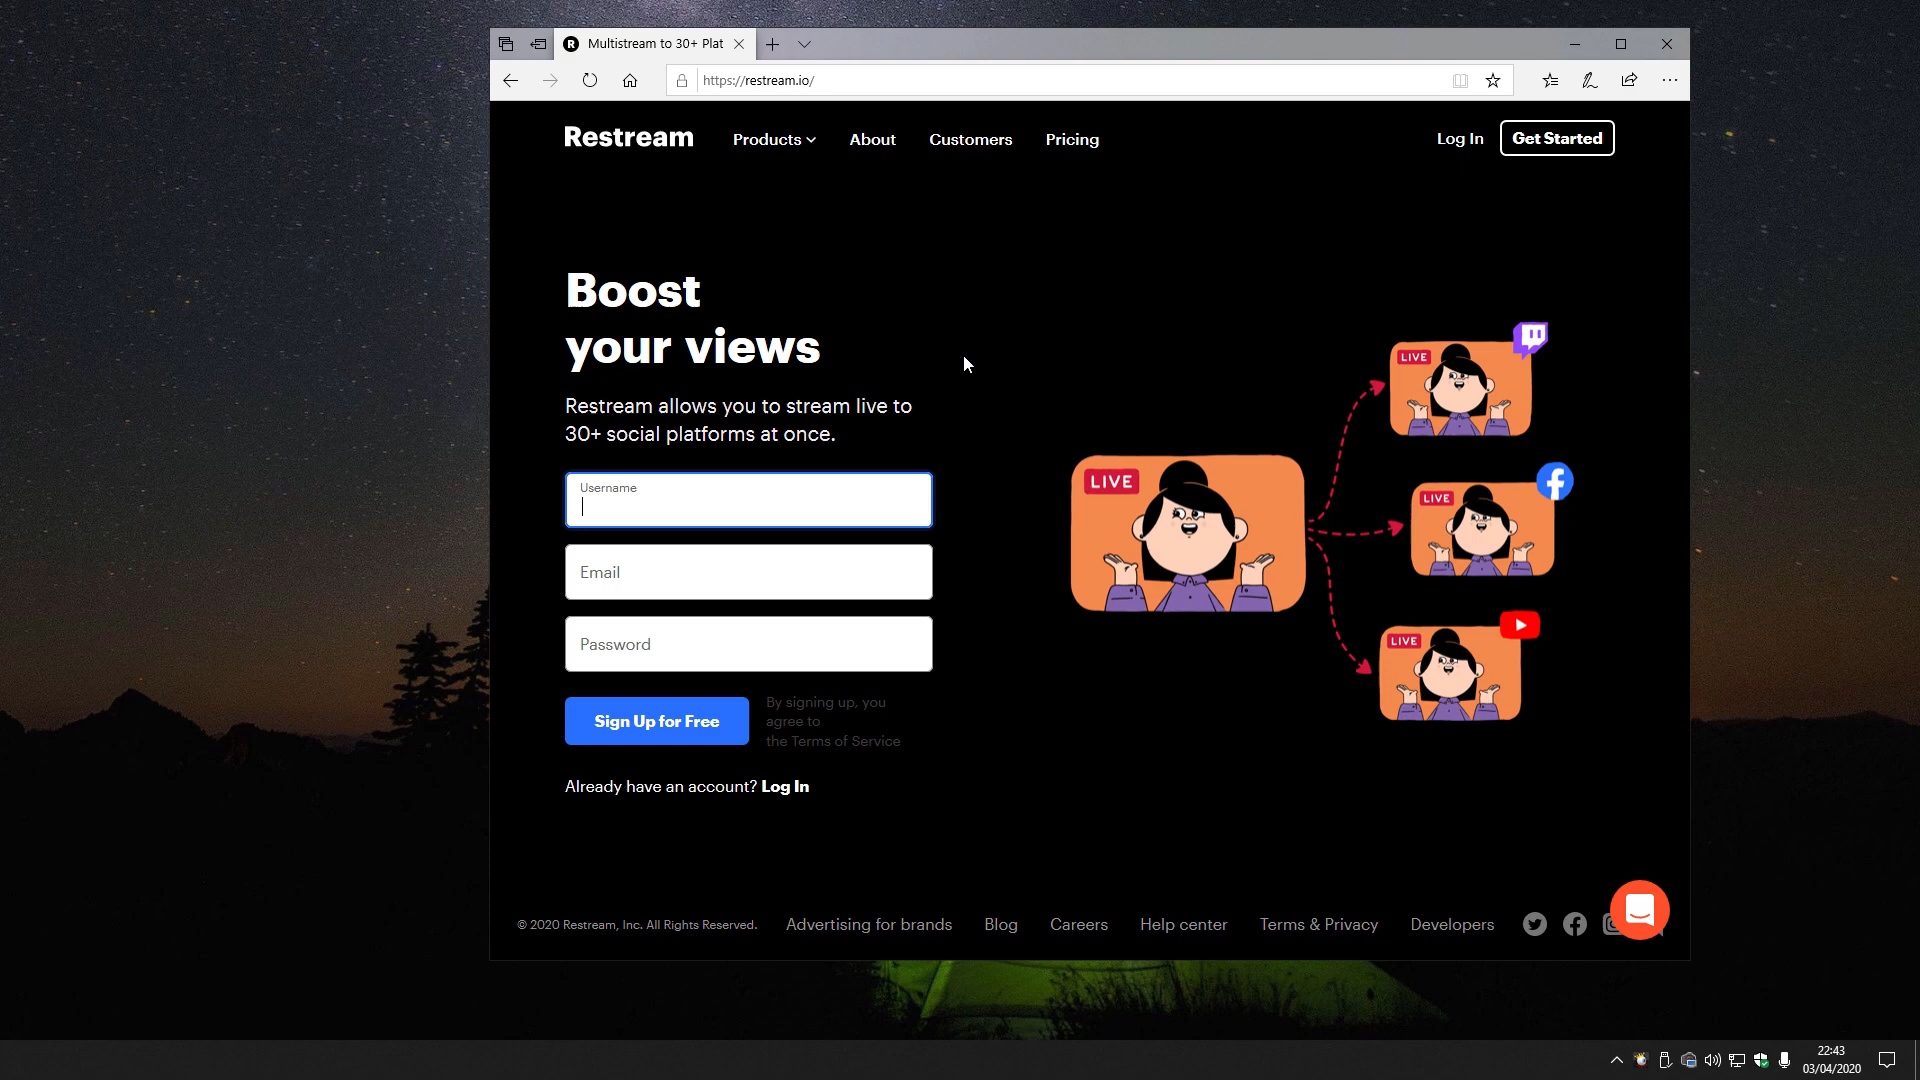 Multistream to 30+ Plat
https://restream.io/
Restream
Products
About
Customers
Pricing
Log In
Get Started
Boost
your views
Restream allows you to stream live to
30+ social platforms at once.
Username
Email
Password
Sign Up for Free
By signing up, you
agree to
the Terms of Service
Already have an account? Log In
LIVE
LIVE
LIVE
LIVE
© 2020 Restream, Inc. All Rights Reserved.
Advertising for brands
Blog
Careers
Help center
Terms & Privacy
Developers
22:43
03/04/2020